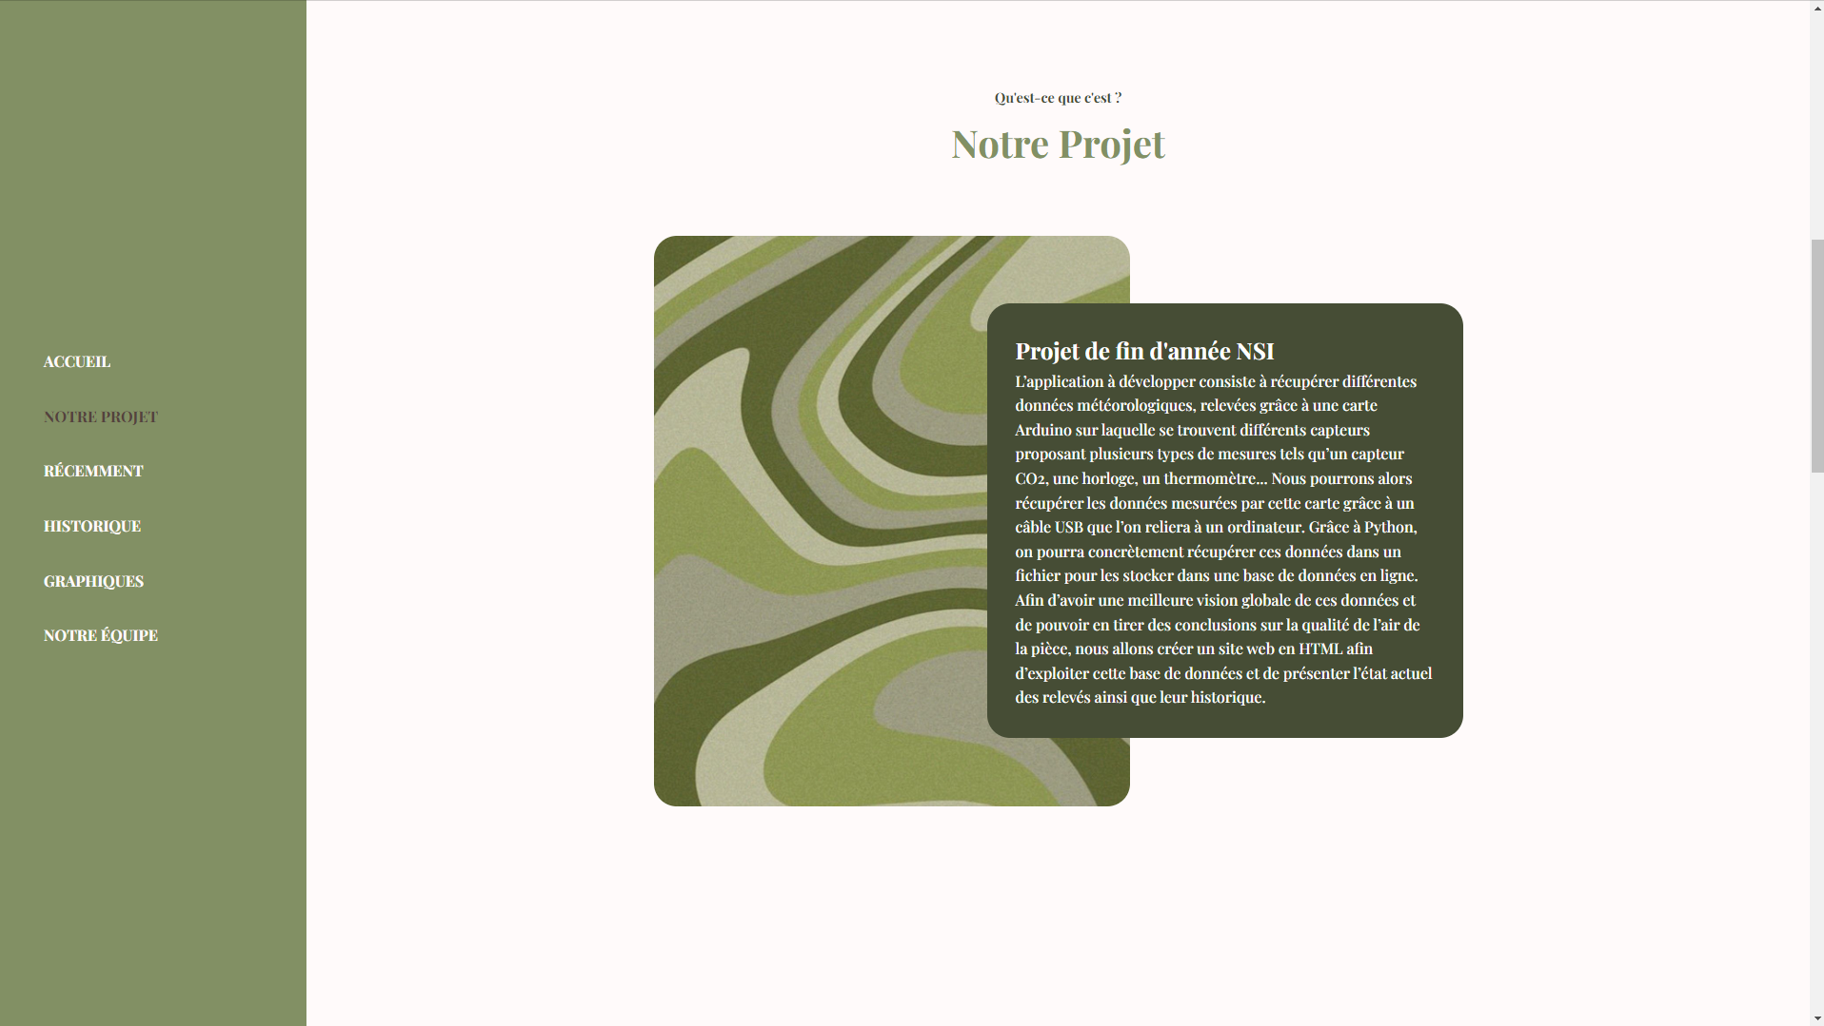 ACCUEIL
NOTRE PROJET
RÉCEMMENT
HISTORIQUE
GRAPHIQUES
NOTRE ÉQUIPE
Qu'est-ce que c'est ?
Notre Projet
Projet de fin d'année NSI
L’application à développer consiste à récupérer différentes
données météorologiques, relevées grâce à une carte
Arduino sur laquelle se trouvent différents capteurs
proposant plusieurs types de mesures tels qu’un capteur
CO2, une horloge, un thermomètre... Nous pourrons alors
récupérer les données mesurées par cette carte grâce à un
câble USB que l’on reliera à un ordinateur. Grâce à Python,
on pourra concrètement récupérer ces données dans un
fichier pour les stocker dans une base de données en ligne.
Afin d’avoir une meilleure vision globale de ces données et
de pouvoir en tirer des conclusions sur la qualité de l’air de
la pièce, nous allons créer un site web en HTML afin
d’exploiter cette base de données et de présenter l’état actuel
des relevés ainsi que leur historique.